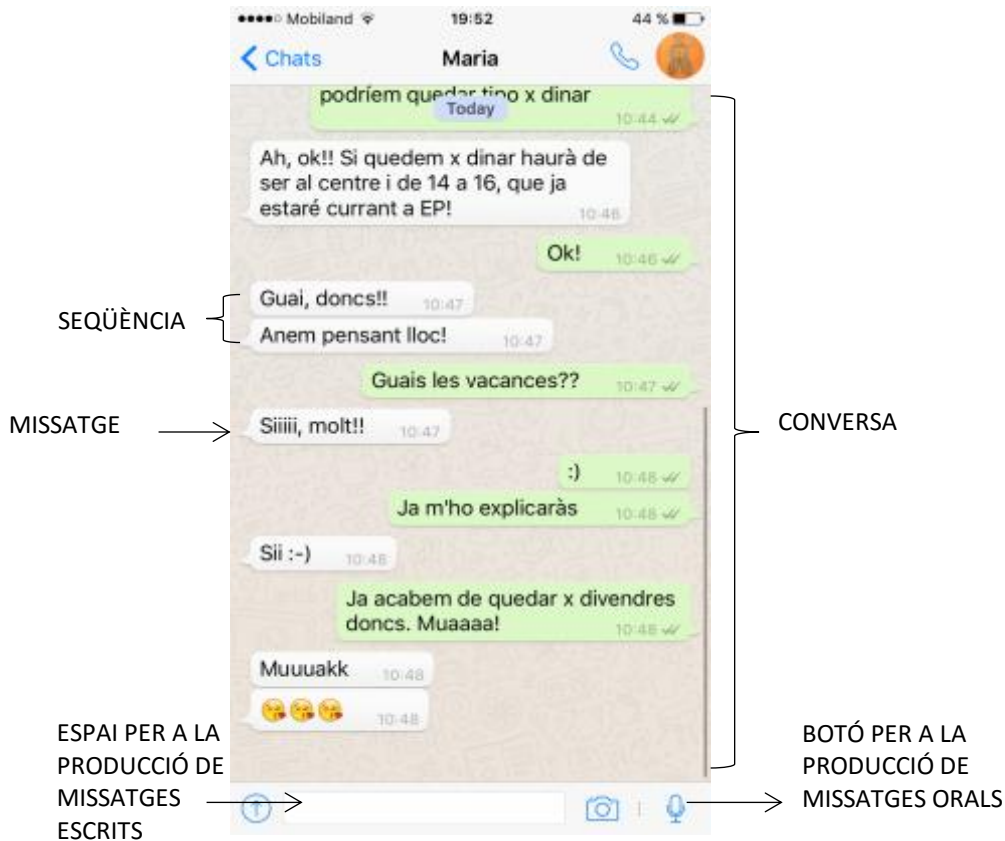 ●●●●○ Mobiland 19:52 44 %
Chats Maria
podríem quedar tipo x dinar
Today
10:44
Ah, ok!! Si quedem x dinar haurà de
ser al centre i de 14 a 16, que ja
estaré currant a EP!
10:46
Ok! 10:46
SEQÜÈNCIA
Guai, doncs!! 10:47
Anem pensant lloc! 10:47
Guais les vacances?? 10:47
MISSATGE
Siiiii, molt!! 10:47
CONVERSA
:) 10:48
Ja m'ho explicaràs 10:48
Sii :-) 10:48
Ja acabem de quedar x divendres
doncs. Muaaaa!
10:48
Muuuakk 10:48
😘😘😘 10:48
ESPAI PER A LA
PRODUCCIÓ DE
MISSATGES
ESCRITS
BOTÓ PER A LA
PRODUCCIÓ DE
MISSATGES ORALS